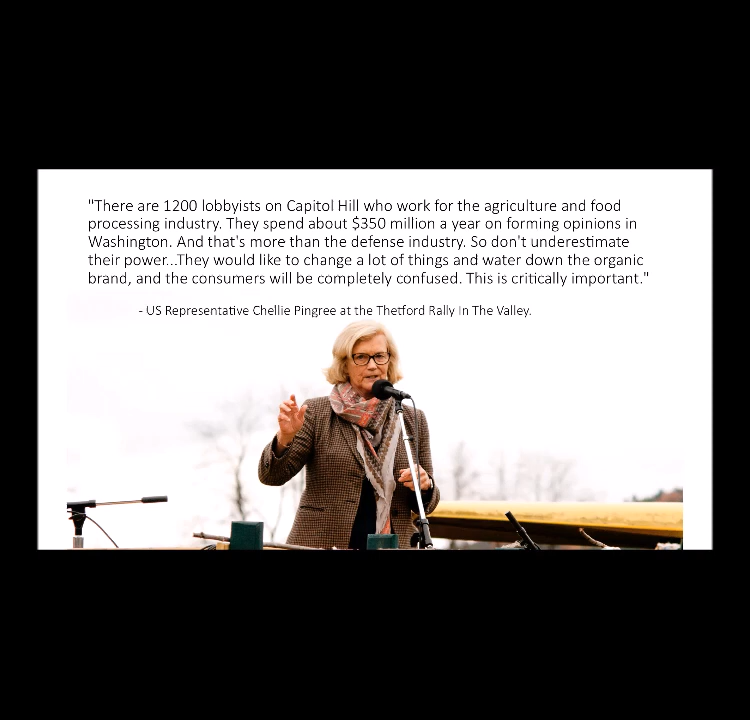 "There are 1200 lobbyists on Capitol Hill who work for the agriculture and food
processing industry. They spend about $350 million a year on forming opinions in
Washington. And that's more than the defense industry. So don't underestimate
their power...They would like to change a lot of things and water down the organic
brand, and the consumers will be completely confused. This is critically important."
- US Representative Chellie Pingree at the Thetford Rally In The Valley.